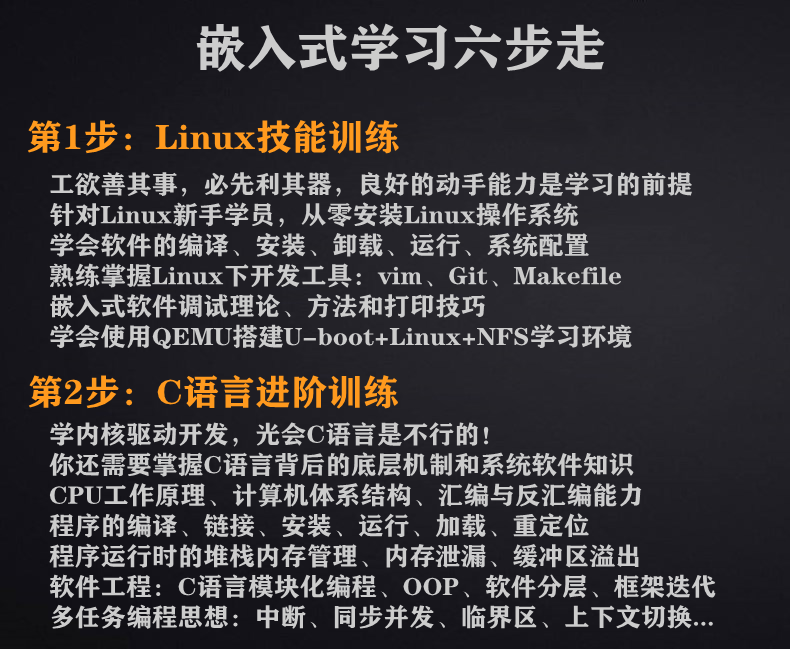 嵌入式学习六步走
第1步：Linux技能训练
工欲善其事，必先利其器，良好的动手能力是学习的前提
针对Linux新手学员，从零安装Linux操作系统
学会软件的编译、安装、卸载、运行、系统配置
熟练掌握Linux下开发工具：vim、Git、Makefile
嵌入式软件调试理论、方法和打印技巧
学会使用QEMU搭建U-boot+Linux+NFS学习环境
第2步：C语言进阶训练
学内核驱动开发，光会C语言是不行的！
你还需要掌握C语言背后的底层机制和系统软件知识
CPU工作原理、计算机体系结构、汇编与反汇编能力
程序的编译、链接、安装、运行、加载、重定位
程序运行时的堆栈内存管理、内存泄漏、缓冲区溢出
软件工程：C语言模块化编程、OOP、软件分层、框架迭代
多任务编程思想：中断、同步并发、临界区、上下文切换...